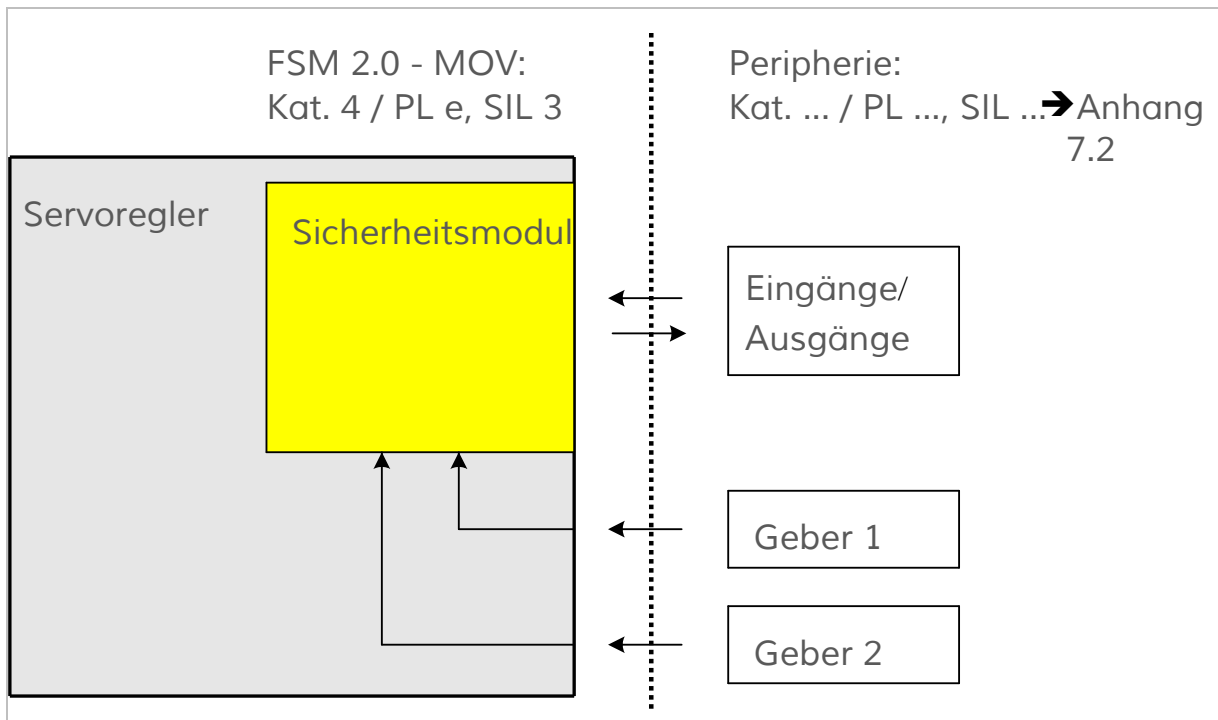 FSM 2.0 - MOV:
Kat. 4 / PL e, SIL 3
Peripherie:
Kat. ... / PL ..., SIL ...➔Anhang
7.2
Servoregler
Sicherheitsmodul
Eingänge/
Ausgänge
Geber 1
Geber 2